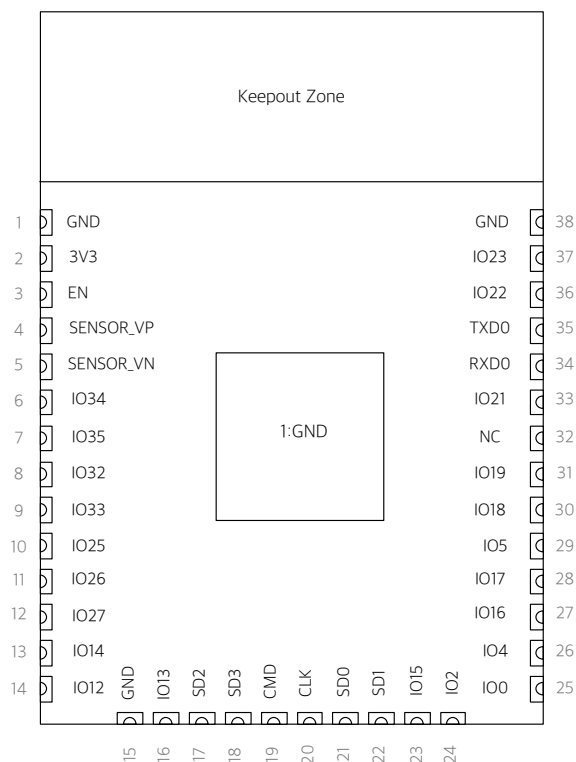 Keepout Zone
1 GND GND 38
2 3V3 IO23 37
3 EN IO22 36
4 SENSOR_VP TXD0 35
5 SENSOR_VN RXD0 34
6 IO34 IO21 33
7 IO35 1:GND NC 32
8 IO32 IO19 31
9 IO33 IO18 30
10 IO25 IO5 29
11 IO26 IO17 28
12 IO27 IO16 27
13 IO14 IO4 26
14 IO12 IO0 25
GND IO13 SD2 SD3 CMD CLK SD0 SD1 IO15 IO2
15 16 17 18 19 20 21 22 23 24